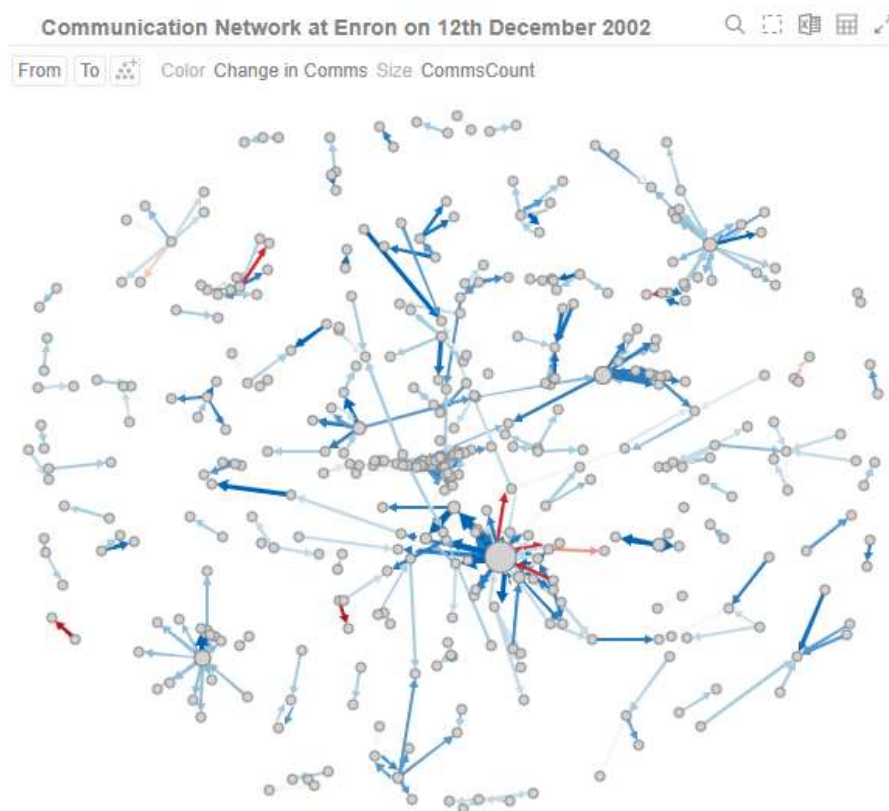 Communication Network at Enron on 12th December 2002
From To Color Change in Comms Size CommsCount